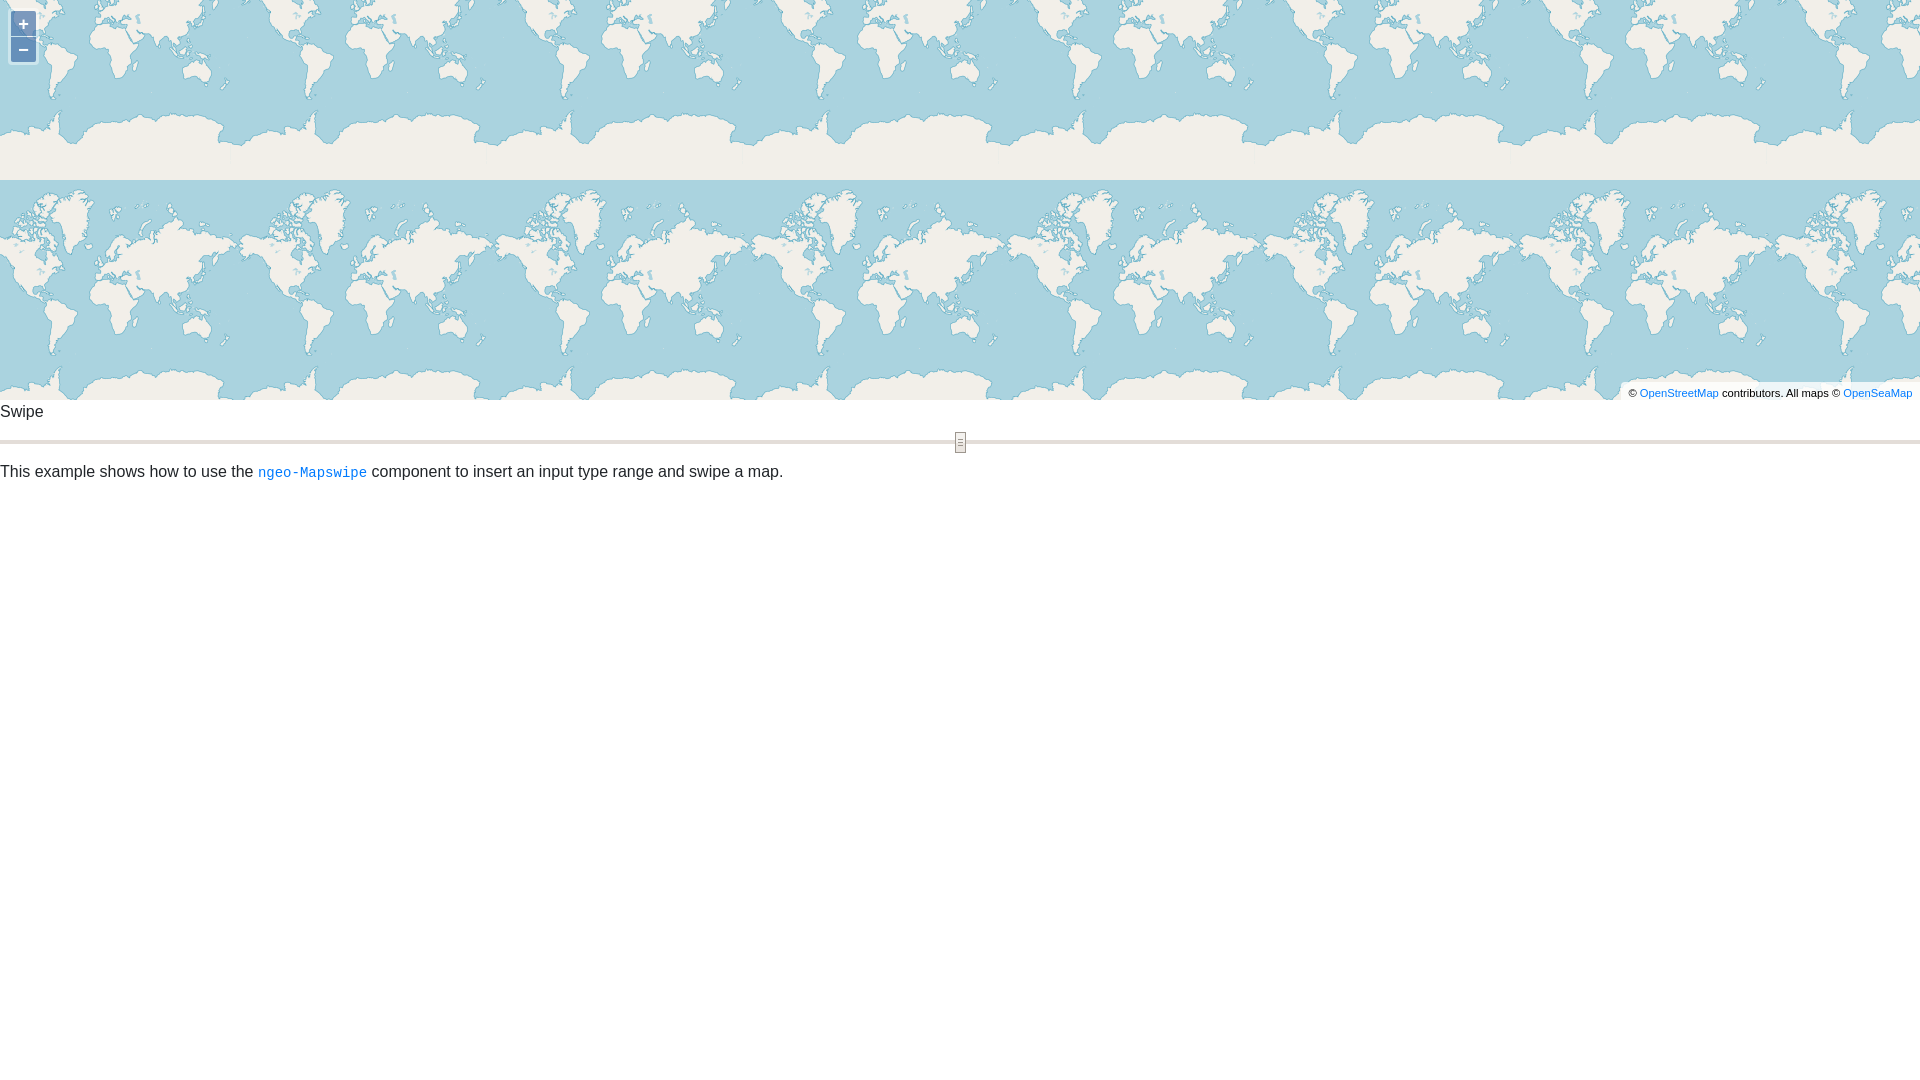 +
−
© OpenStreetMap contributors. All maps © OpenSeaMap
Swipe
This example shows how to use the ngeo-Mapswipe component to insert an input type range and swipe a map.